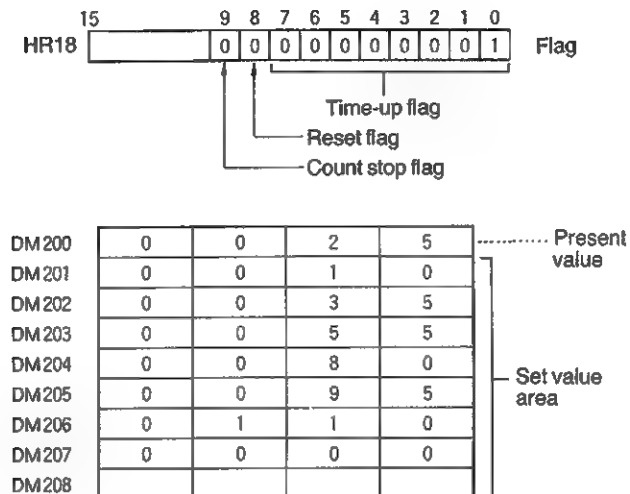 15 9 8 7 6 5 4 3 2 1 0
HR18 0 0 0 0 0 0 0 0 0 1 Flag
Time-up flag
Reset flag
Count stop flag
DM200 0 0 2 5 Present value
DM201 0 0 1 0
DM202 0 0 3 5
DM203 0 0 5 5
DM204 0 0 8 0 Set value area
DM205 0 0 9 5
DM206 0 1 1 0
DM207 0 0 0 0
DM208